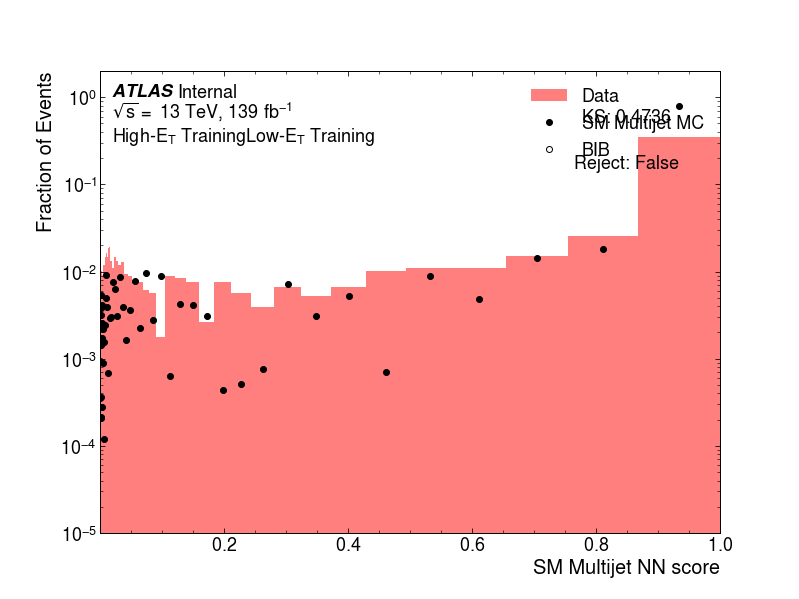 Fraction of Events
ATLAS Internal
√s = 13 TeV, 139 fb⁻¹
High-E_T TrainingLow-E_T Training
Data
KS: 0.4736
SM Multijet MC
BIB
Reject: False
10⁰
10⁻¹
10⁻²
10⁻³
10⁻⁴
10⁻⁵
0.2 0.4 0.6 0.8 1.0
SM Multijet NN score